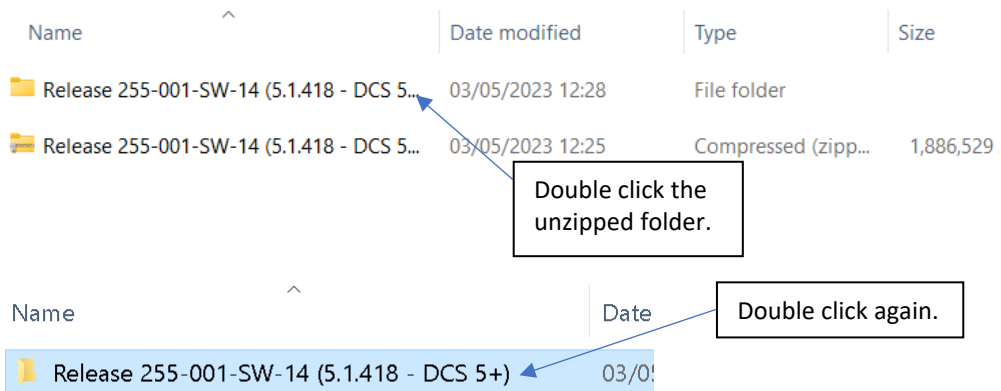 Name Date modified Type Size
Release 255-001-SW-14 (5.1.418 - DCS 5... 03/05/2023 12:28 File folder
Release 255-001-SW-14 (5.1.418 - DCS 5... 03/05/2023 12:25 Compressed (zipp... 1,886,529
Double click the
unzipped folder.
Name Date
Double click again.
Release 255-001-SW-14 (5.1.418 - DCS 5+) 03/0